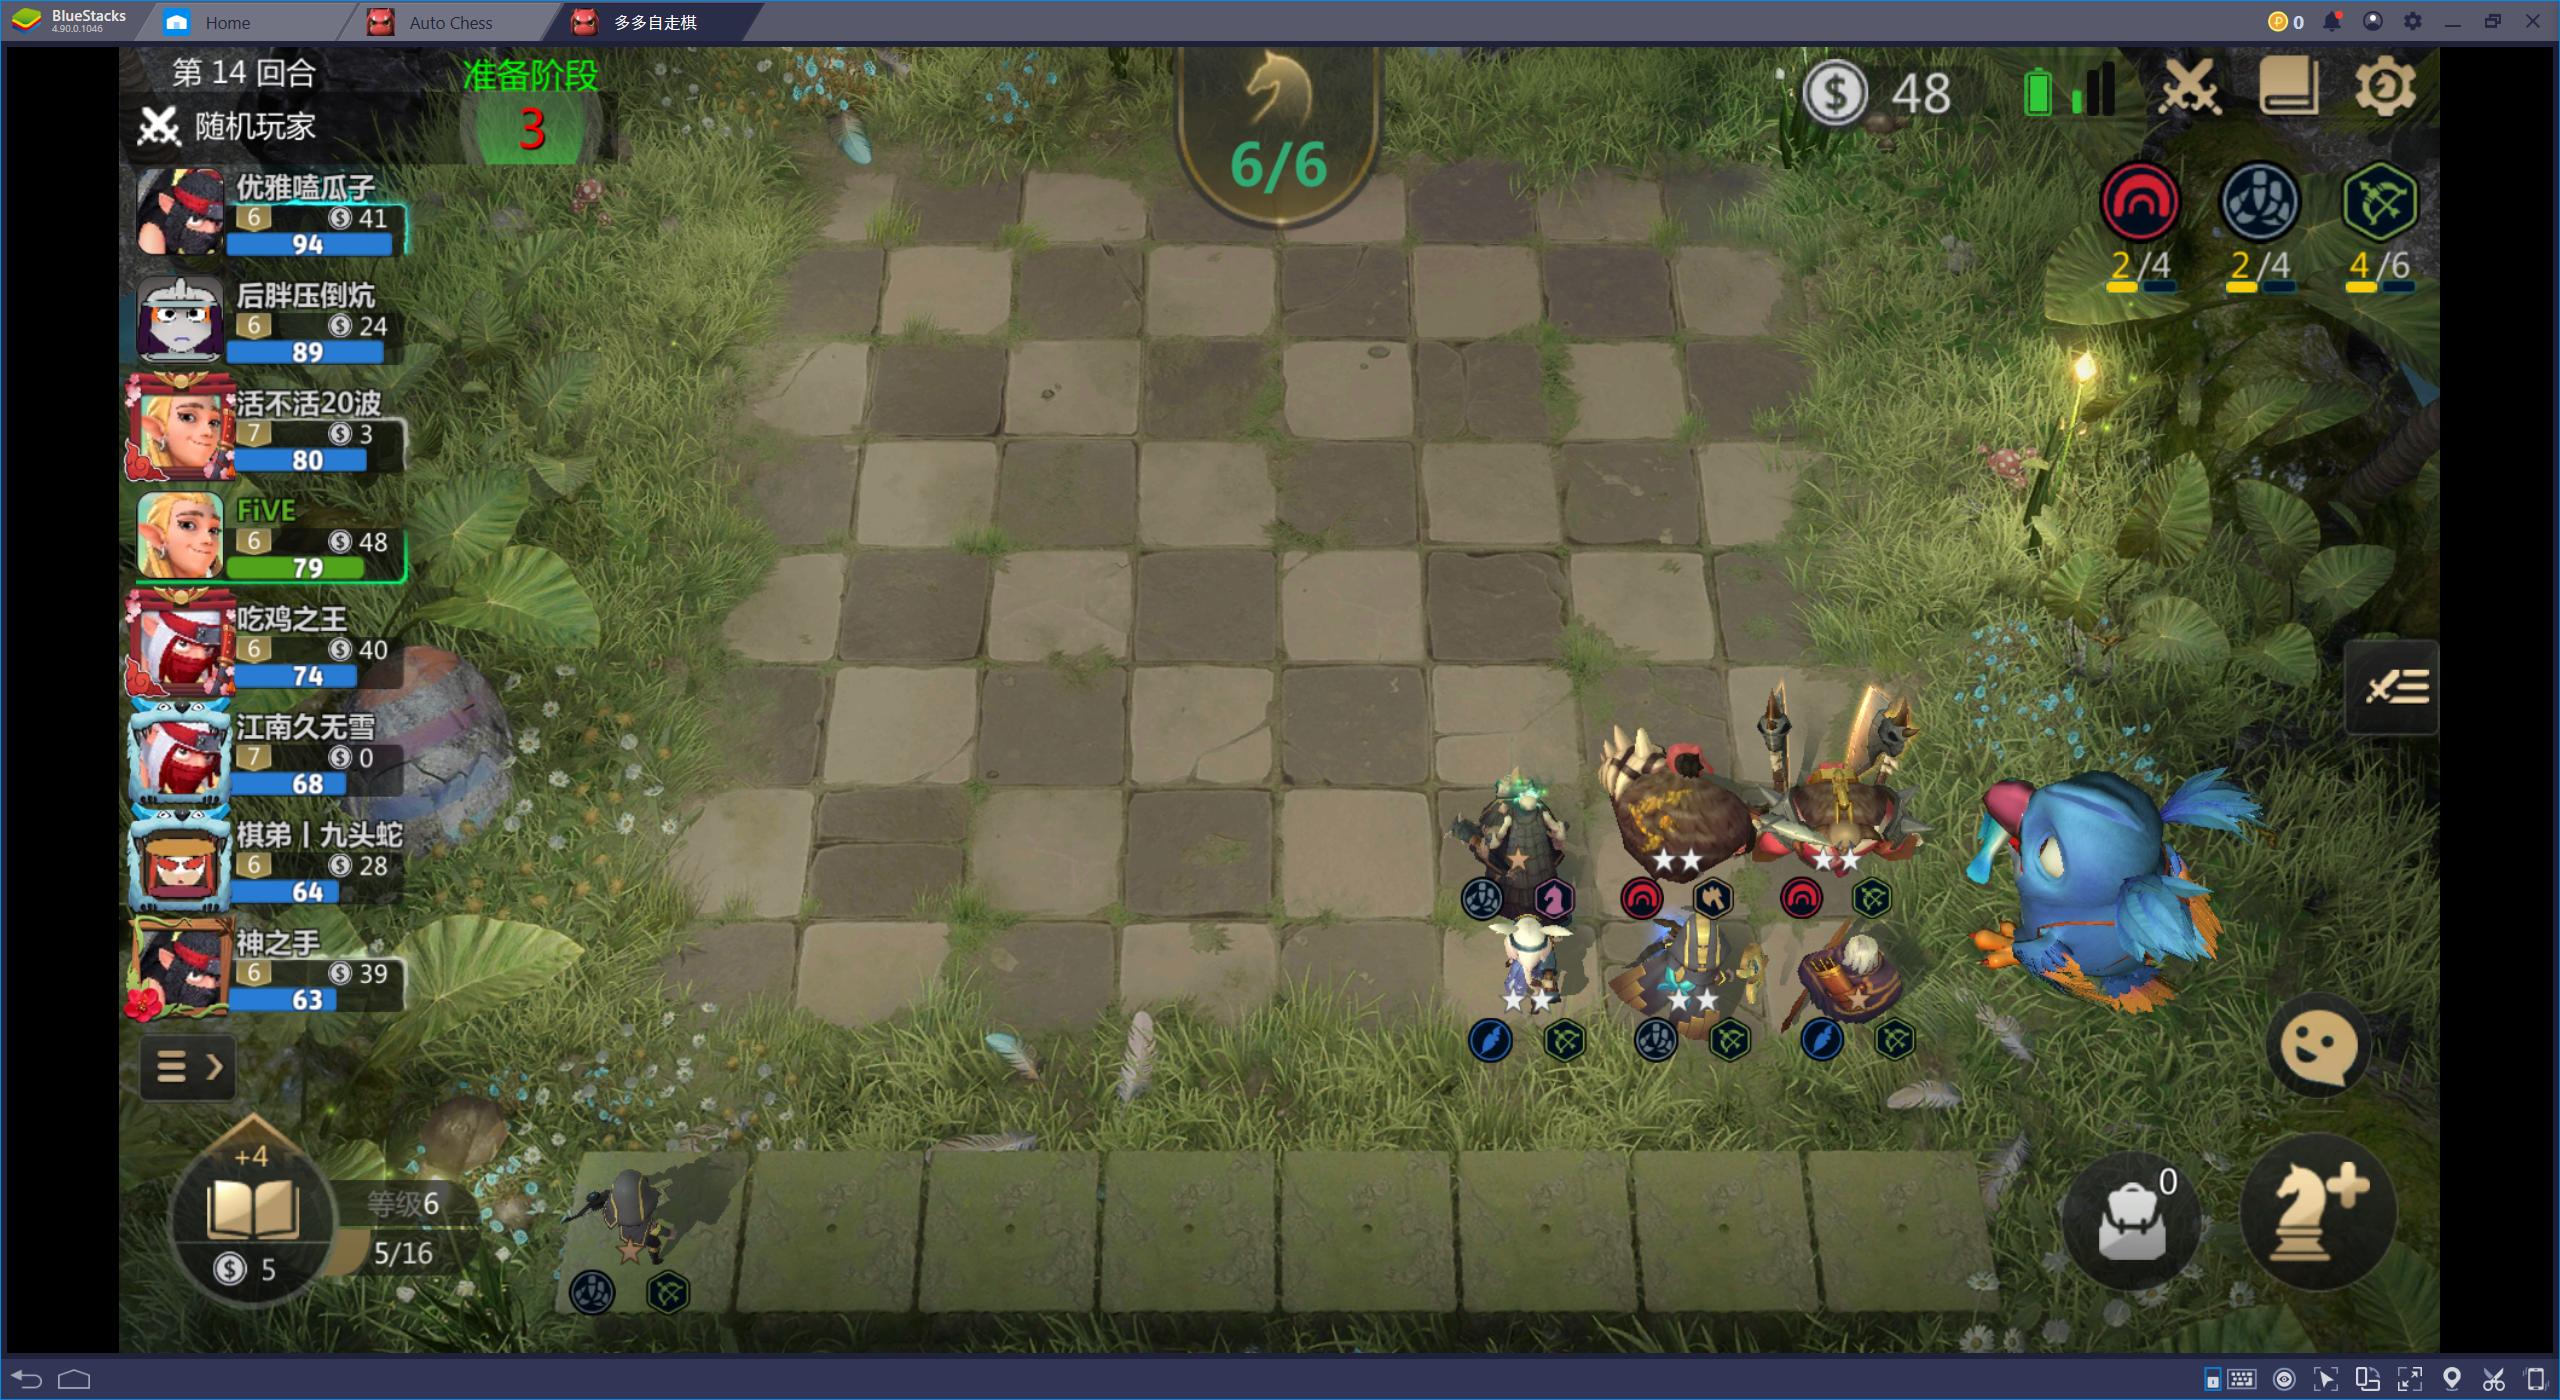 BlueStacks
4.90.0.1046
Home
Auto Chess
多多自走棋
0
第 14 回合
准备阶段
随机玩家
3
6/6
48
2/4
2/4
4/6
优雅嗑瓜子
6
41
94
后胖压倒炕
6
24
89
活不活20波
7
3
80
FiVE
6
48
79
吃鸡之王
6
40
74
江南久无雪
7
0
68
棋弟丨九头蛇
6
28
64
神之手
6
39
63
+4
等级6
5
5/16
0